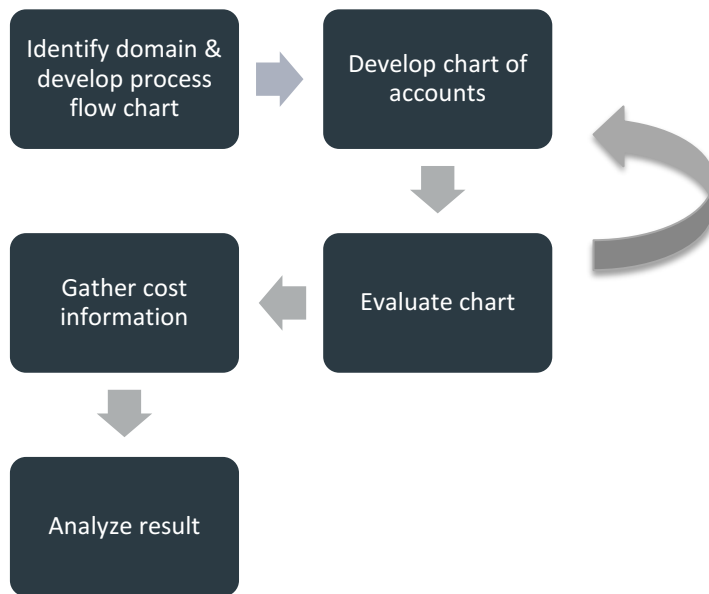 Identify domain &
develop process
flow chart
Develop chart of
accounts
Evaluate chart
Gather cost
information
Analyze result